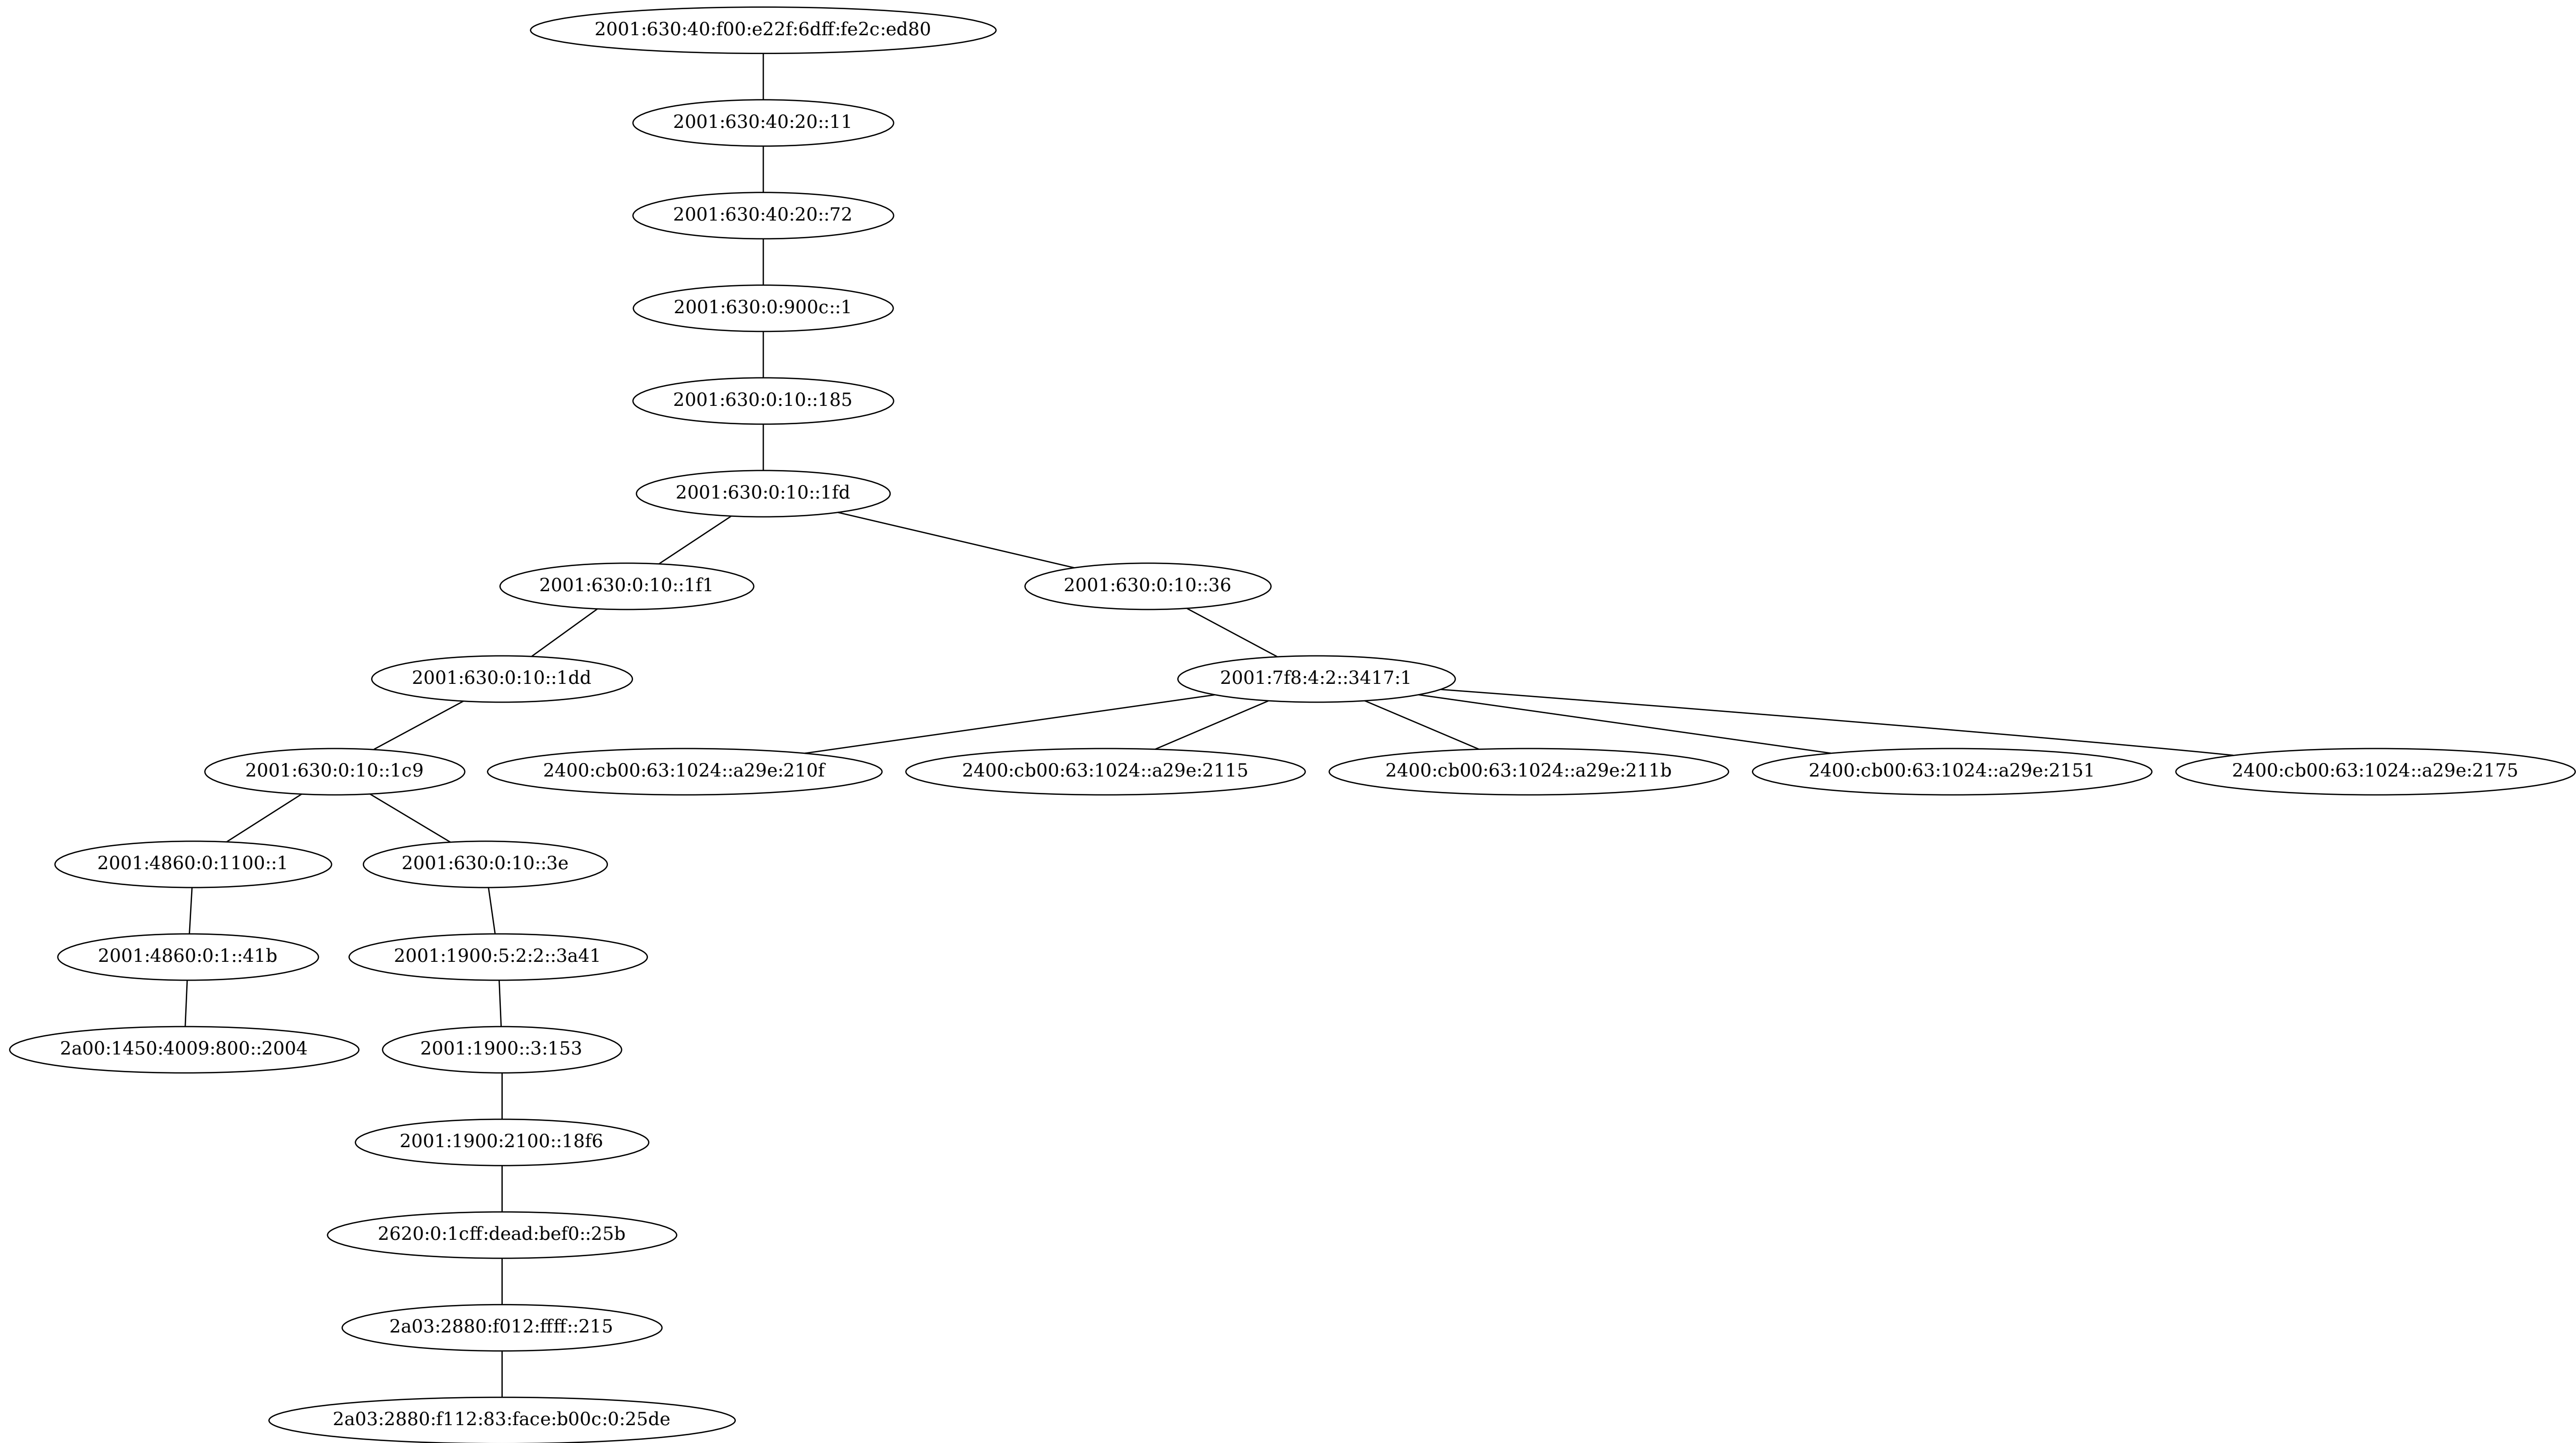 2001:630:40:f00:e22f:6dff:fe2c:ed80
2001:630:40:20::11
2001:630:40:20::72
2001:630:0:900c::1
2001:630:0:10::185
2001:630:0:10::1fd
2001:630:0:10::1f1
2001:630:0:10::36
2001:630:0:10::1dd
2001:7f8:4:2::3417:1
2001:630:0:10::1c9
2400:cb00:63:1024::a29e:210f
2400:cb00:63:1024::a29e:2115
2400:cb00:63:1024::a29e:211b
2400:cb00:63:1024::a29e:2151
2400:cb00:63:1024::a29e:2175
2001:4860:0:1100::1
2001:630:0:10::3e
2001:4860:0:1::41b
2001:1900:5:2:2::3a41
2a00:1450:4009:800::2004
2001:1900::3:153
2001:1900:2100::18f6
2620:0:1cff:dead:bef0::25b
2a03:2880:f012:ffff::215
2a03:2880:f112:83:face:b00c:0:25de